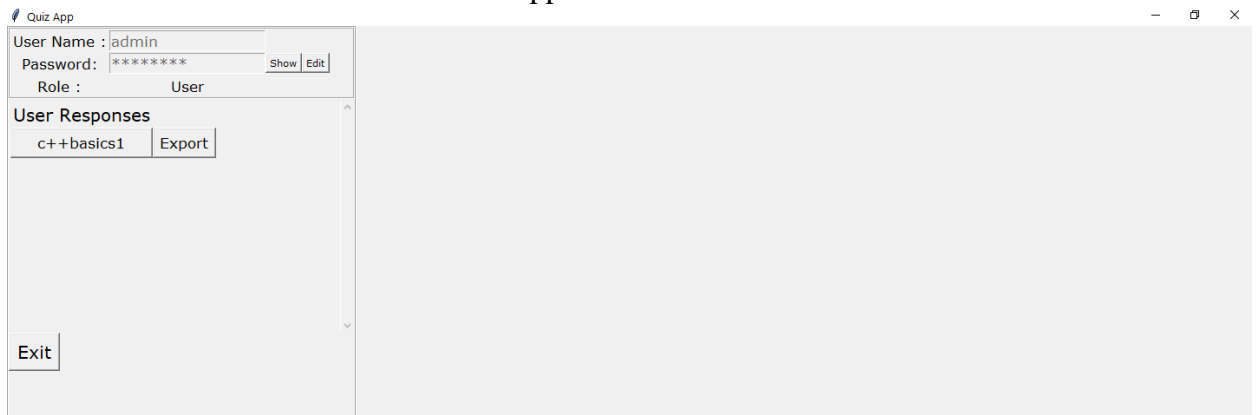 Quiz App
User Name : admin
Password: ******** Show Edit
Role : User
User Responses
c++basics1 Export
Exit